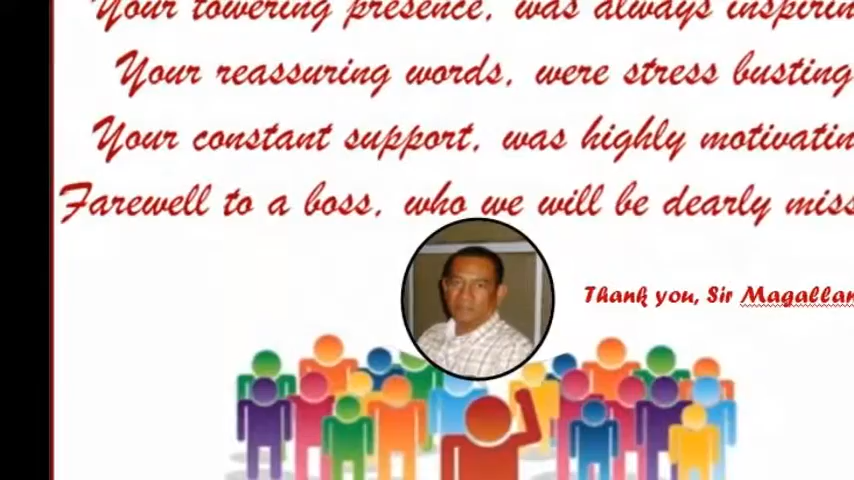 Your towering presence, was always inspirin
Your reassuring words, were stress busting
Your constant support, was highly motivatin
Farewell to a boss, who we will be dearly miss
Thank you, Sir Magallan